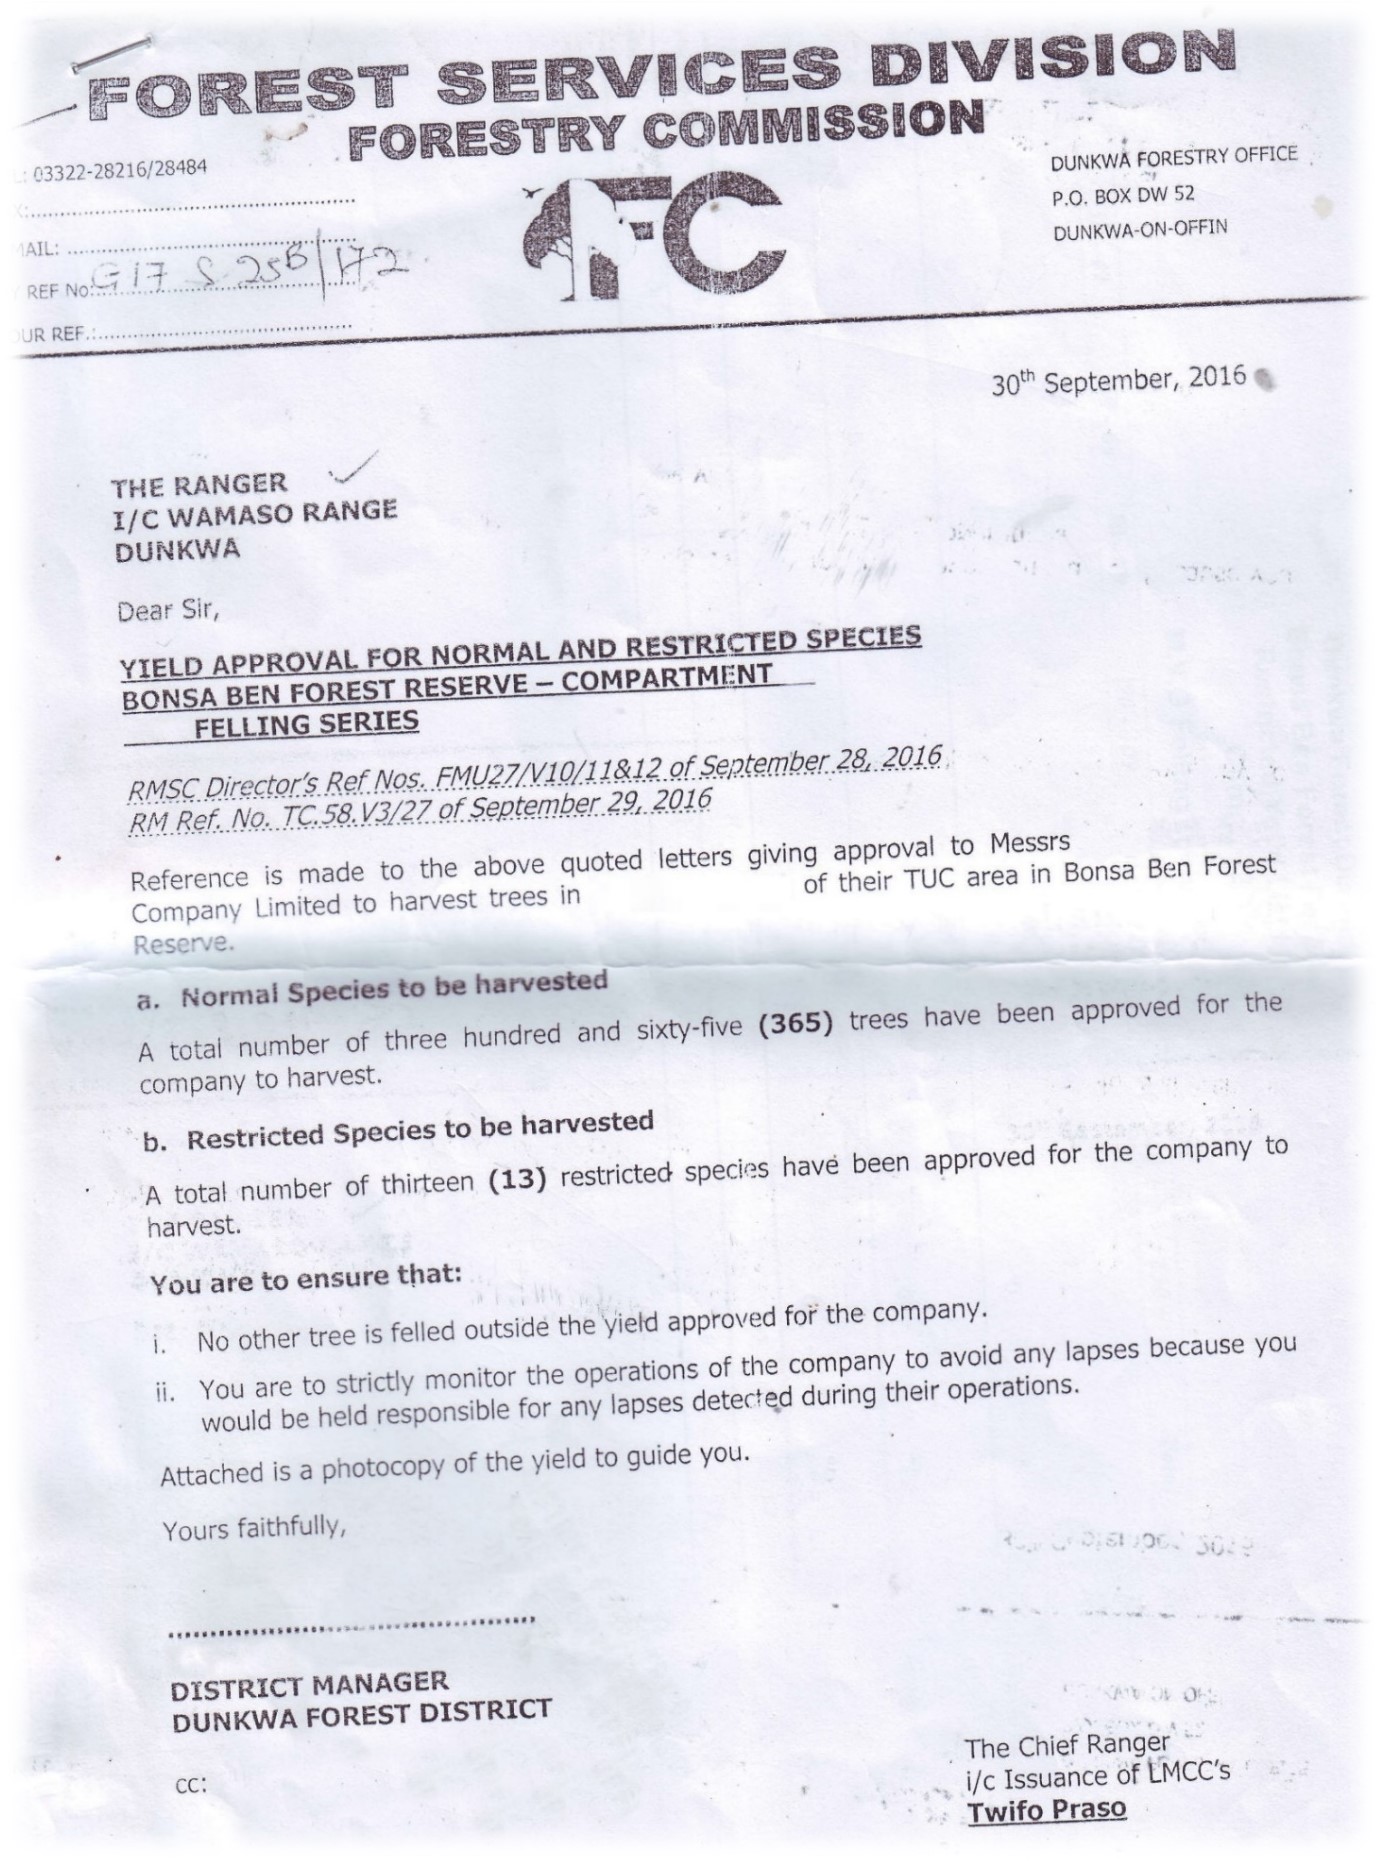 FOREST SERVICES DIVISION
FORESTRY COMMISSION
: 03322-28216/28484
AIL:
REF No: G17 S 25B/172
UR REF.:
FC
DUNKWA FORESTRY OFFICE
P.O. BOX DW 52
DUNKWA-ON-OFFIN
30th September, 2016
THE RANGER
I/C WAMASO RANGE
DUNKWA
Dear Sir,
YIELD APPROVAL FOR NORMAL AND RESTRICTED SPECIES
BONSA BEN FOREST RESERVE – COMPARTMENT
FELLING SERIES
RMSC Director's Ref Nos. FMU27/V10/11&12 of September 28, 2016
RM Ref. No. TC.58.V3/27 of September 29, 2016
Reference is made to the above quoted letters giving approval to Messrs
Company Limited to harvest trees in of their TUC area in Bonsa Ben Forest
Reserve.
a. Normal Species to be harvested
A total number of three hundred and sixty-five (365) trees have been approved for the
company to harvest.
b. Restricted Species to be harvested
A total number of thirteen (13) restricted species have been approved for the company to
harvest.
You are to ensure that:
i. No other tree is felled outside the yield approved for the company.
ii. You are to strictly monitor the operations of the company to avoid any lapses because you
would be held responsible for any lapses detected during their operations.
Attached is a photocopy of the yield to guide you.
Yours faithfully,
DISTRICT MANAGER
DUNKWA FOREST DISTRICT
cc:
The Chief Ranger
i/c Issuance of LMCC's
Twifo Praso